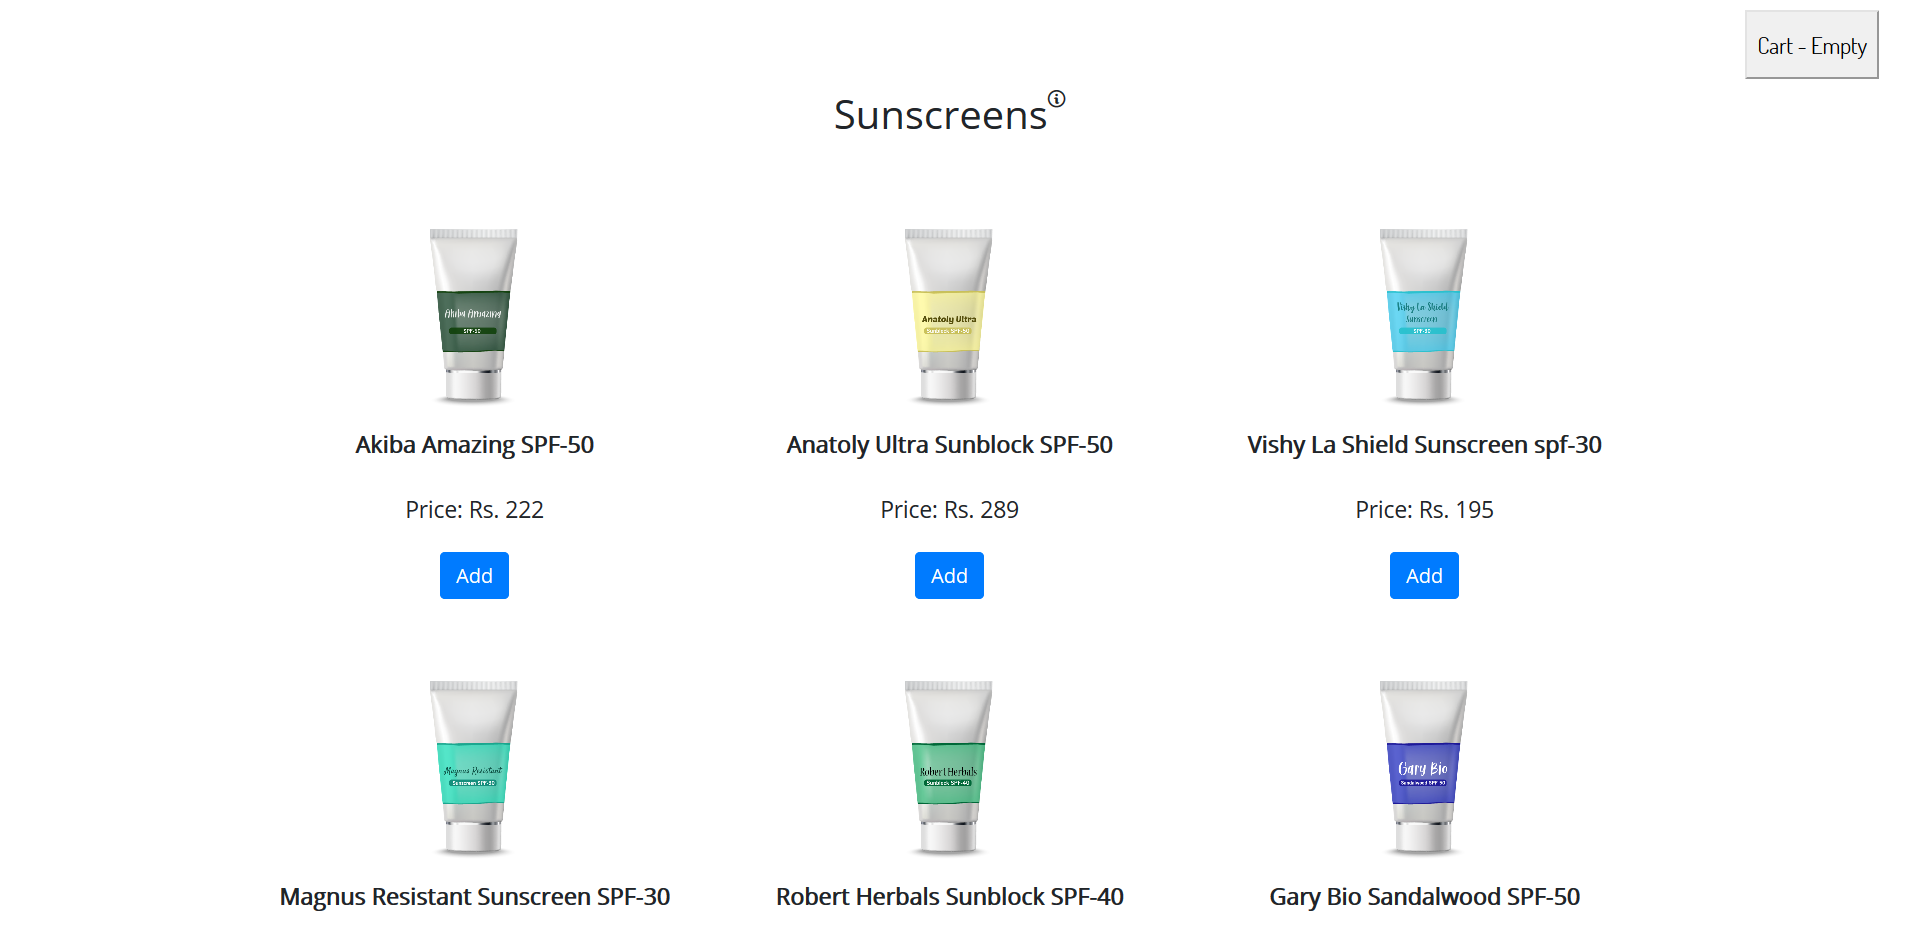 Cart - Empty
Sunscreens
Akiba Amazing
SPF-50
Anatoly Ultra
Sunblock SPF-50
Vishy La Shield
Sunscreen
SPF-30
Akiba Amazing SPF-50
Anatoly Ultra Sunblock SPF-50
Vishy La Shield Sunscreen spf-30
Price: Rs. 222
Price: Rs. 289
Price: Rs. 195
Add
Add
Add
Magnus Resistant
Sunscreen SPF-30
Robert Herbals
Sunblock SPF-40
Gary Bio
Sandalwood SPF-50
Magnus Resistant Sunscreen SPF-30
Robert Herbals Sunblock SPF-40
Gary Bio Sandalwood SPF-50